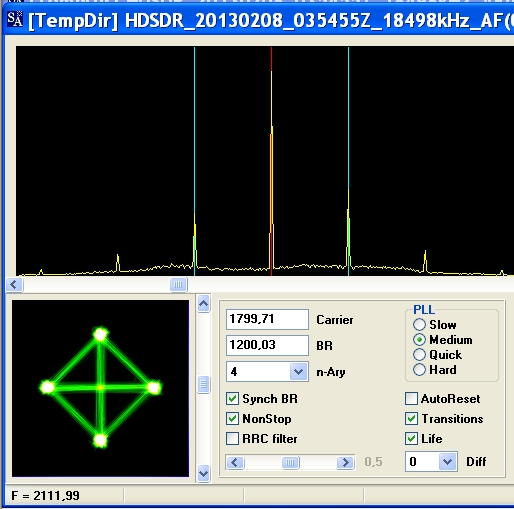 SA [TempDir] HDSDR_20130208_035455Z_18498kHz_AF(
1799,71 Carrier
1200,03 BR
4 n-Ary
PLL
Slow
Medium
Quick
Hard
Synch BR
NonStop
RRC filter
0,5
AutoReset
Transitions
Life
0 Diff
F = 2111,99